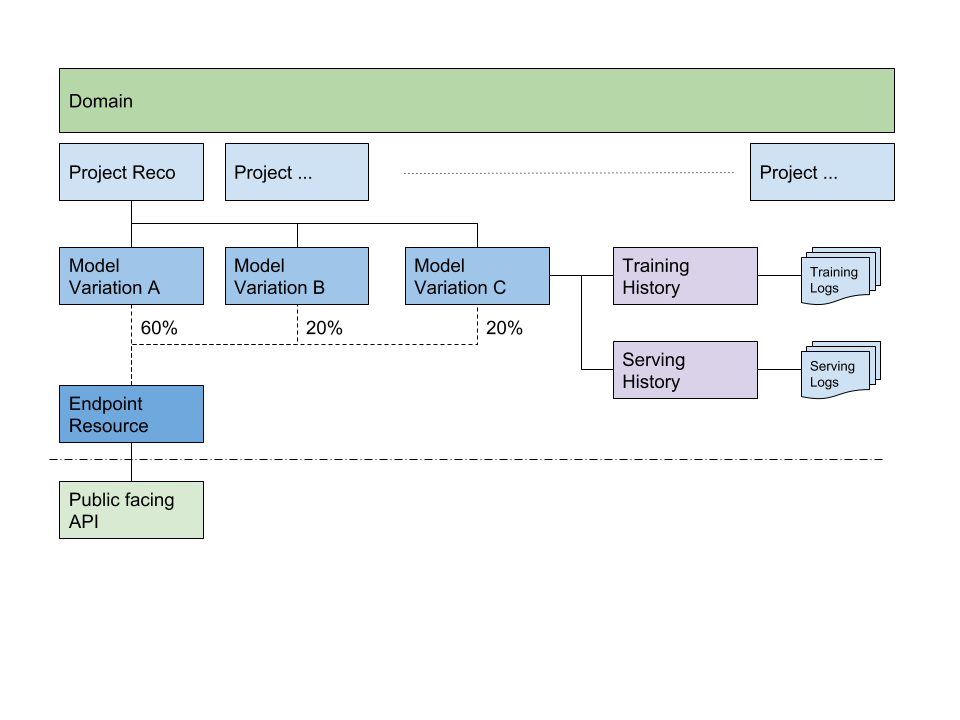 Domain
Project Reco
Project ...
Project ...
Model
Variation A
Model
Variation B
Model
Variation C
Training
History
Training
Logs
60%
20%
20%
Serving
History
Serving
Logs
Endpoint
Resource
Public facing
API